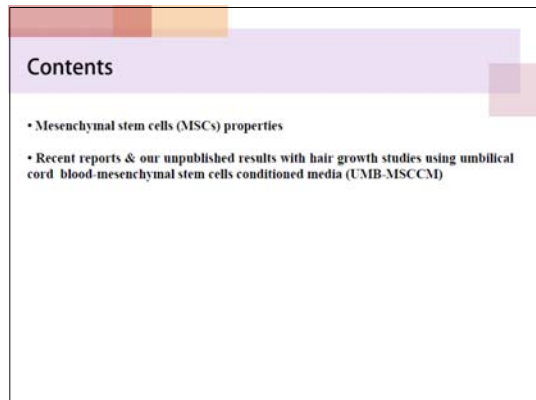 Contents
• Mesenchymal stem cells (MSCs) properties
• Recent reports & our unpublished results with hair growth studies using umbilical
cord blood-mesenchymal stem cells conditioned media (UMB-MSCCM)